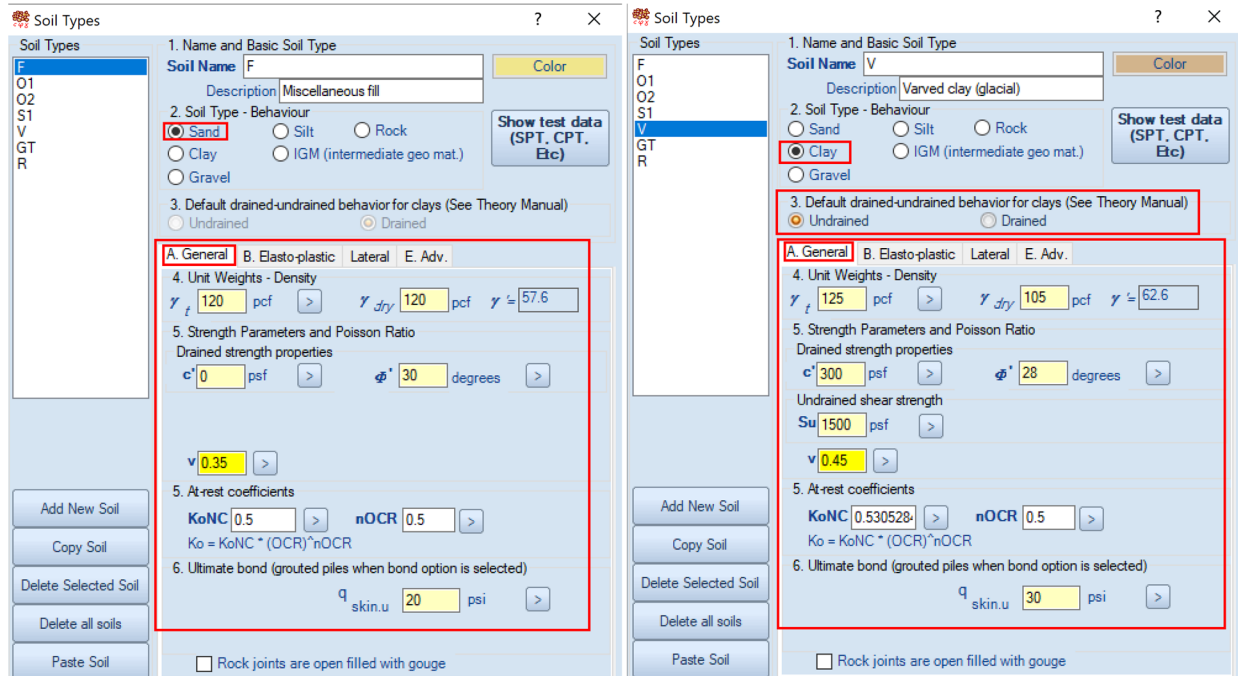 Soil Types ? ×
Soil Types
F
O1
O2
S1
V
GT
R
Add New Soil
Copy Soil
Delete Selected Soil
Delete all soils
Paste Soil
1. Name and Basic Soil Type
Soil Name F Color
Description Miscellaneous fill
2. Soil Type - Behaviour
Sand Silt Rock
Clay IGM (intermediate geo mat.)
Gravel
Show test data
(SPT, CPT,
Etc)
3. Default drained-undrained behavior for clays (See Theory Manual)
Undrained Drained
A. General B. Elasto-plastic Lateral E. Adv.
4. Unit Weights - Density
γ t 120 pcf > γ dry 120 pcf γ '= 57.6
5. Strength Parameters and Poisson Ratio
Drained strength properties
c' 0 psf > Φ' 30 degrees >
v 0.35 >
5. At-rest coefficients
KoNC 0.5 > nOCR 0.5 >
Ko = KoNC * (OCR)^nOCR
6. Ultimate bond (grouted piles when bond option is selected)
q skin.u 20 psi >
Rock joints are open filled with gouge
Soil Types ? ×
Soil Types
F
O1
O2
S1
V
GT
R
Add New Soil
Copy Soil
Delete Selected Soil
Delete all soils
Paste Soil
1. Name and Basic Soil Type
Soil Name V Color
Description Varved clay (glacial)
2. Soil Type - Behaviour
Sand Silt Rock
Clay IGM (intermediate geo mat.)
Gravel
Show test data
(SPT, CPT,
Etc)
3. Default drained-undrained behavior for clays (See Theory Manual)
Undrained Drained
A. General B. Elasto-plastic Lateral E. Adv.
4. Unit Weights - Density
γ t 125 pcf > γ dry 105 pcf γ '= 62.6
5. Strength Parameters and Poisson Ratio
Drained strength properties
c' 300 psf > Φ' 28 degrees >
Undrained shear strength
Su 1500 psf >
v 0.45 >
5. At-rest coefficients
KoNC 0.5305284 > nOCR 0.5 >
Ko = KoNC * (OCR)^nOCR
6. Ultimate bond (grouted piles when bond option is selected)
q skin.u 30 psi >
Rock joints are open filled with gouge